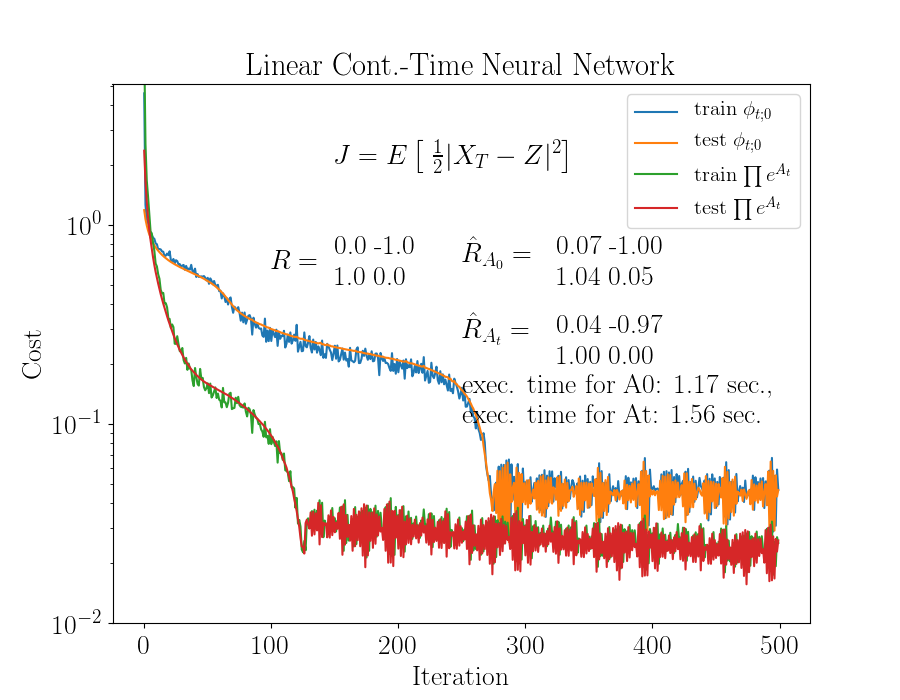 Linear Cont.-Time Neural Network
train ϕ_{t;0}
test ϕ_{t;0}
train ∏ e^{A_t}
test ∏ e^{A_t}
J = E [ ½|X_T − Z|²]
R = 0.0 -1.0
1.0 0.0
R̂_{A_0} = 0.07 -1.00
1.04 0.05
R̂_{A_t} = 0.04 -0.97
1.00 0.00
exec. time for A0: 1.17 sec.,
exec. time for At: 1.56 sec.
Cost
10^0
10^{−1}
10^{−2}
0 100 200 300 400 500
Iteration